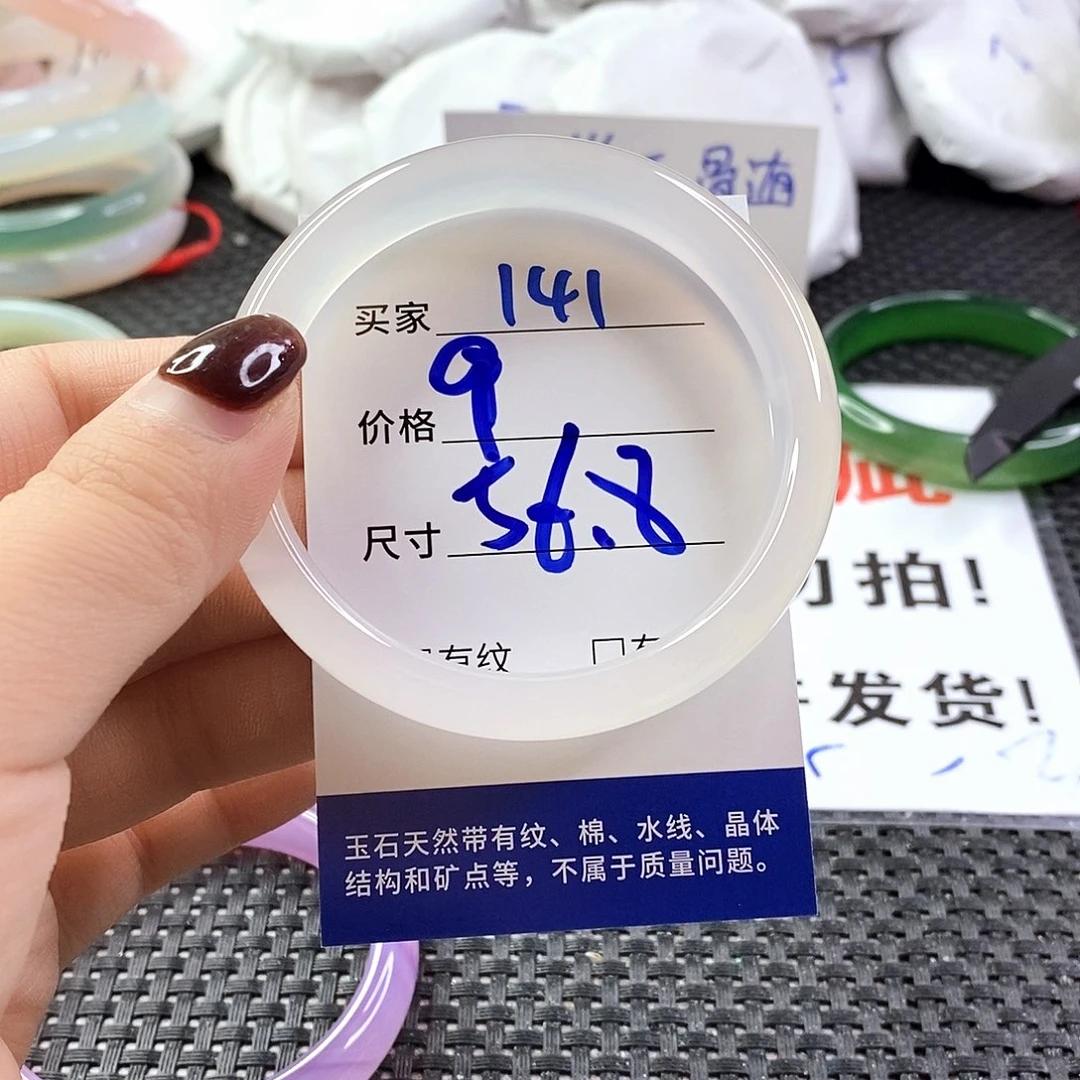 买家 141
价格 9
尺寸 56.8
有纹
玉石天然带有纹、棉、水线、晶体
结构和矿点等，不属于质量问题。
拍！
发货！